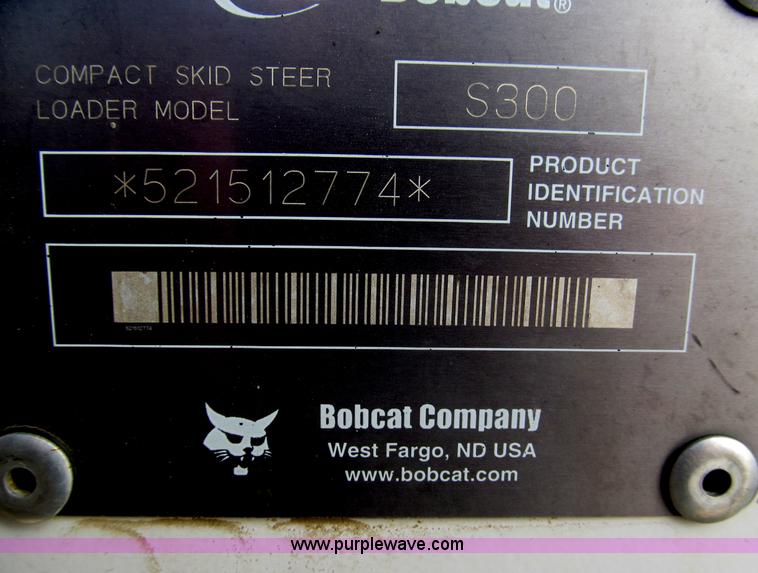 Bobcat®
COMPACT SKID STEER
LOADER MODEL
S300
*521512774*
PRODUCT
IDENTIFICATION
NUMBER
521512774
Bobcat Company
West Fargo, ND USA
www.bobcat.com
www.purplewave.com